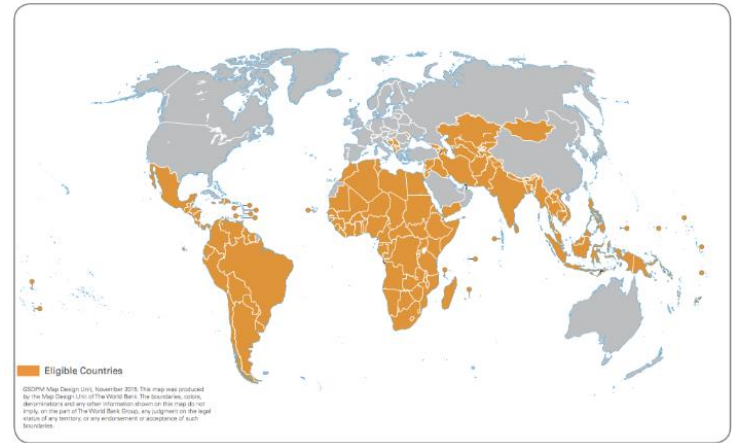 Eligible Countries
GSDPM Map Design Unit, November 2015. This map was produced
by the Map Design Unit of The World Bank. The boundaries, colors,
denominations and any other information shown on this map do not
imply, on the part of The World Bank Group, any judgment on the legal
status of any territory, or any endorsement or acceptance of such
boundaries.